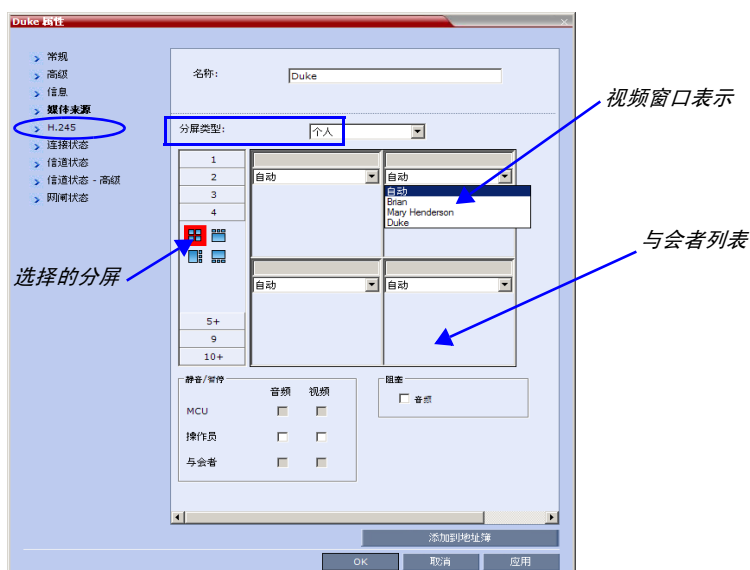 Duke 属性
常规
高级
信息
媒体来源
H.245
连接状态
信道状态
信道状态 - 高级
网闸状态
名称:
Duke
分屏类型:
个人
1
2
3
4
5+
9
10+
自动
自动
自动
Brian
Mary Henderson
Duke
自动
自动
静音/暂停
音频 视频
MCU
操作员
与会者
阻塞
音频
添加到地址簿
OK 取消 应用
视频窗口表示
与会者列表
选择的分屏